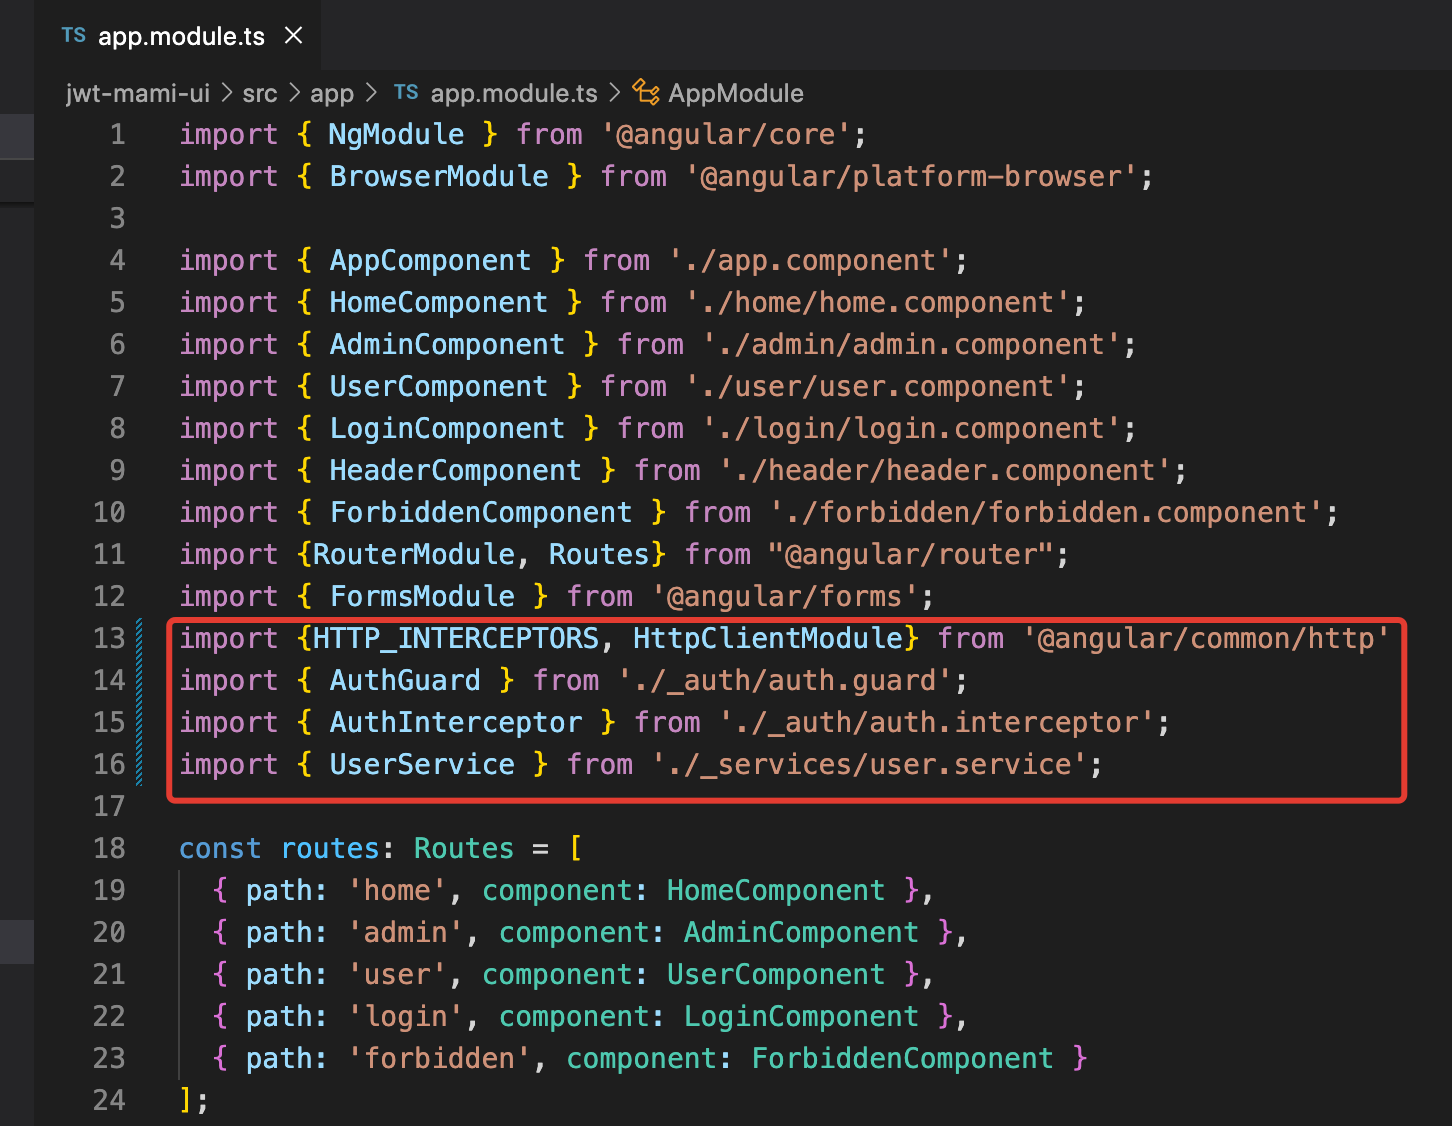 TS app.module.ts ×
jwt-mami-ui > src > app > TS app.module.ts > AppModule
1 import { NgModule } from '@angular/core';
2 import { BrowserModule } from '@angular/platform-browser';
3
4 import { AppComponent } from './app.component';
5 import { HomeComponent } from './home/home.component';
6 import { AdminComponent } from './admin/admin.component';
7 import { UserComponent } from './user/user.component';
8 import { LoginComponent } from './login/login.component';
9 import { HeaderComponent } from './header/header.component';
10 import { ForbiddenComponent } from './forbidden/forbidden.component';
11 import {RouterModule, Routes} from "@angular/router";
12 import { FormsModule } from '@angular/forms';
13 import {HTTP_INTERCEPTORS, HttpClientModule} from '@angular/common/http'
14 import { AuthGuard } from './_auth/auth.guard';
15 import { AuthInterceptor } from './_auth/auth.interceptor';
16 import { UserService } from './_services/user.service';
17
18 const routes: Routes = [
19 { path: 'home', component: HomeComponent },
20 { path: 'admin', component: AdminComponent },
21 { path: 'user', component: UserComponent },
22 { path: 'login', component: LoginComponent },
23 { path: 'forbidden', component: ForbiddenComponent }
24 ];